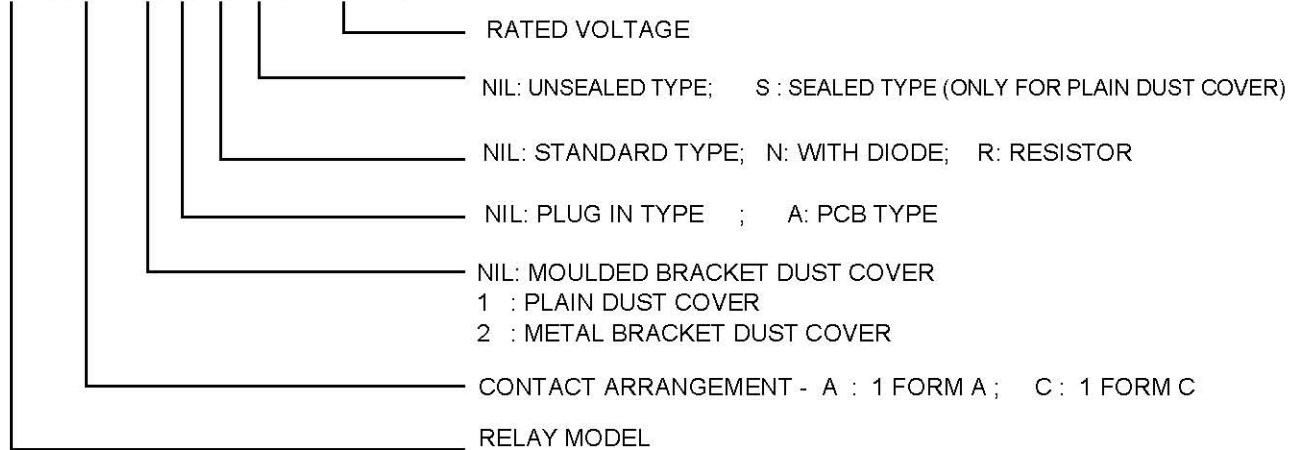 RATED VOLTAGE
NIL: UNSEALED TYPE; S : SEALED TYPE (ONLY FOR PLAIN DUST COVER)
NIL: STANDARD TYPE; N: WITH DIODE; R: RESISTOR
NIL: PLUG IN TYPE ; A: PCB TYPE
NIL: MOULDED BRACKET DUST COVER
1 : PLAIN DUST COVER
2 : METAL BRACKET DUST COVER
CONTACT ARRANGEMENT - A : 1 FORM A ; C : 1 FORM C
RELAY MODEL